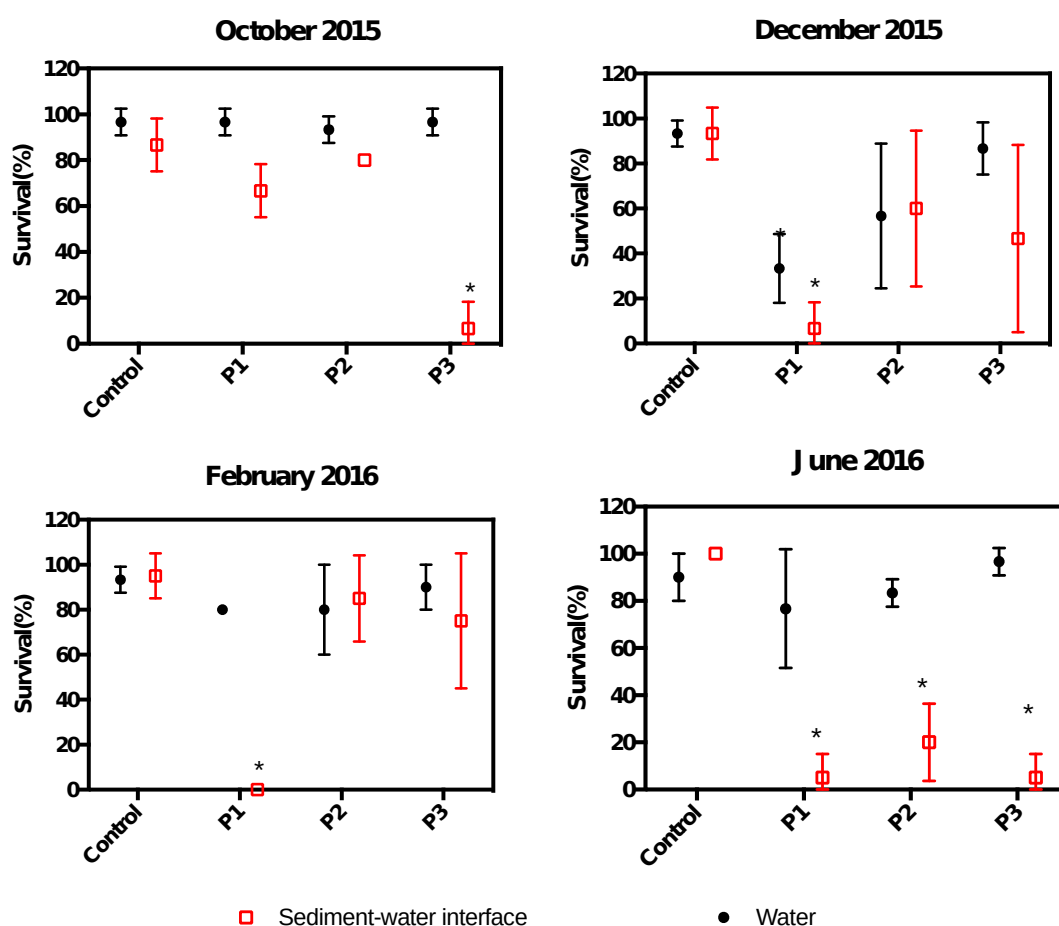 October 2015
120
100
80
60
40
20
0
Survival(%)
*
Control
P1
P2
P3
December 2015
120
100
80
60
40
20
0
Survival(%)
*
*
Control
P1
P2
P3
February 2016
120
100
80
60
40
20
0
Survival(%)
*
Control
P1
P2
P3
June 2016
120
100
80
60
40
20
0
Survival(%)
*
*
*
Control
P1
P2
P3
Sediment-water interface
Water